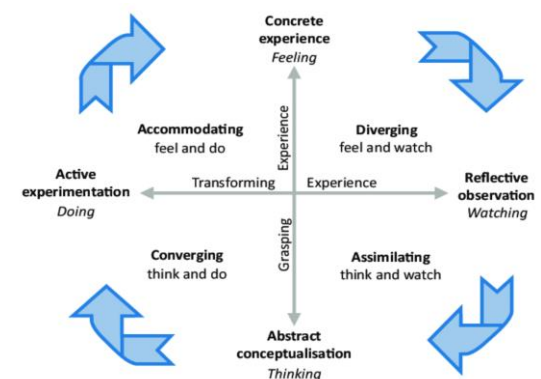 Concrete
experience
Feeling
Accommodating
feel and do
Experience
Diverging
feel and watch
Active
experimentation
Doing
Transforming
Experience
Reflective
observation
Watching
Converging
think and do
Grasping
Assimilating
think and watch
Abstract
conceptualisation
Thinking